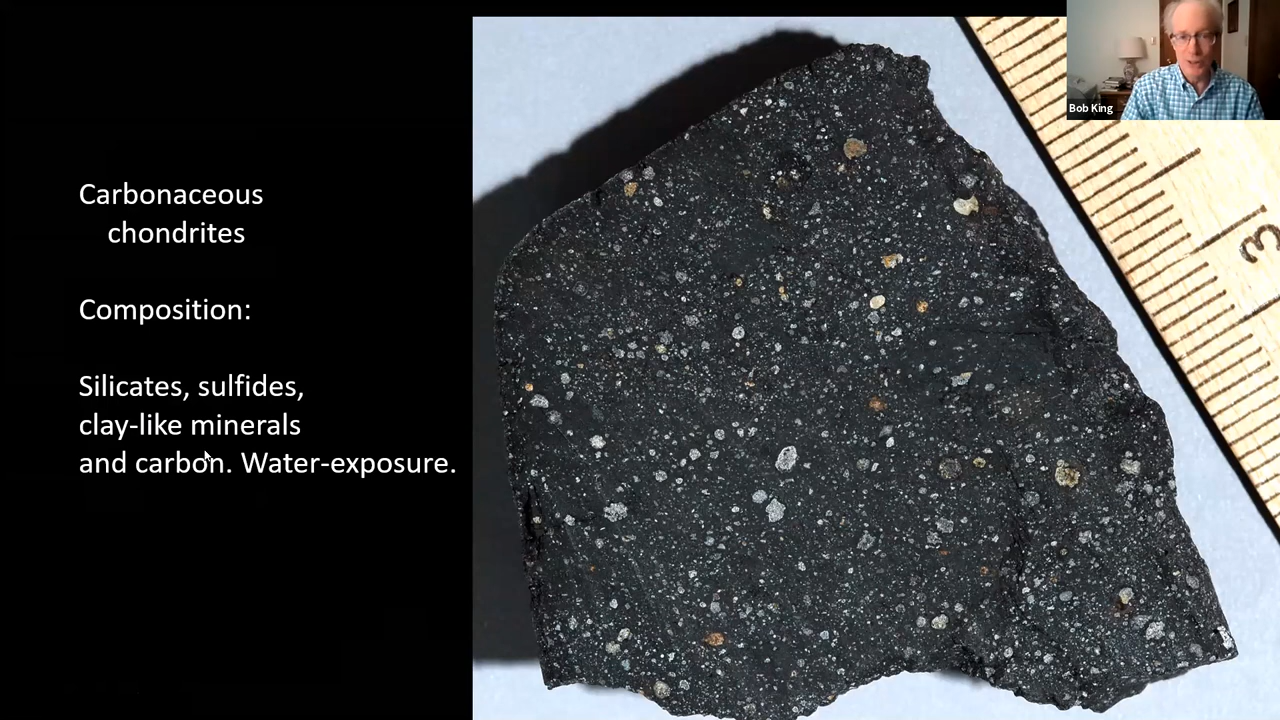 Carbonaceous
chondrites
Composition:
Silicates, sulfides,
clay-like minerals
and carbon. Water-exposure.
3
Bob King